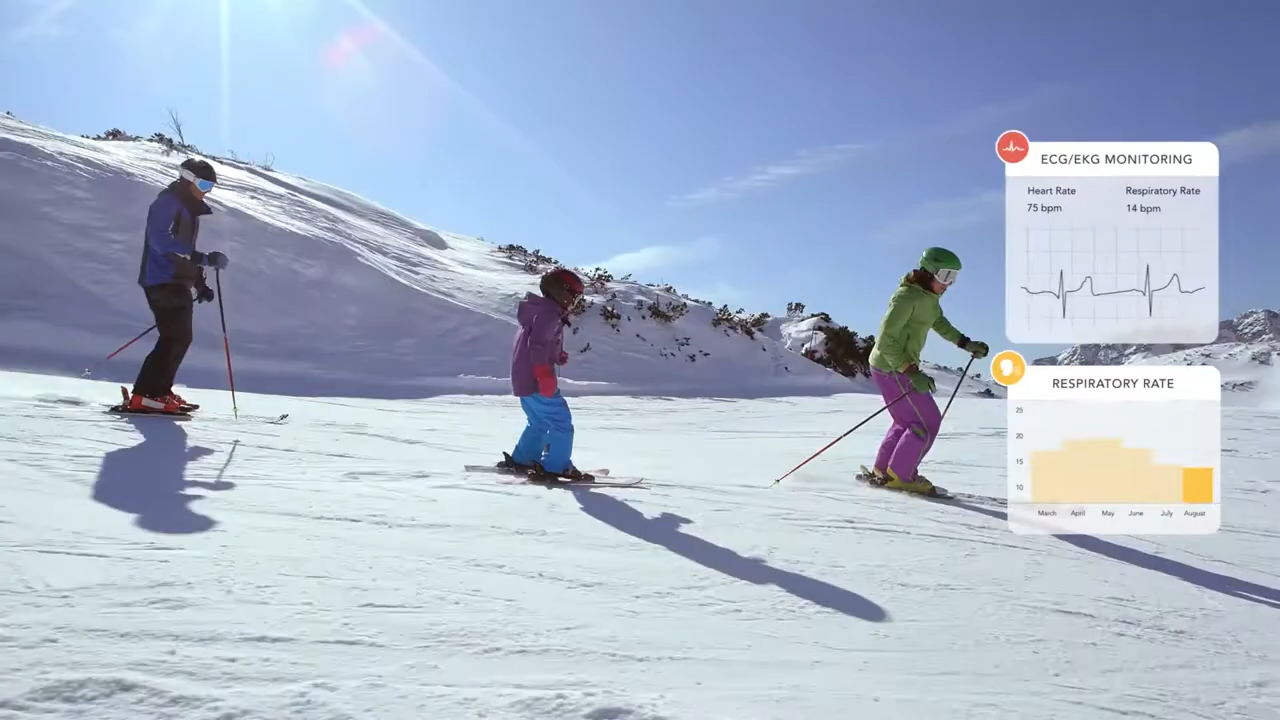 ECG/EKG MONITORING
Heart Rate Respiratory Rate
75 bpm 14 bpm
RESPIRATORY RATE
25
20
15
10
March April May June July August